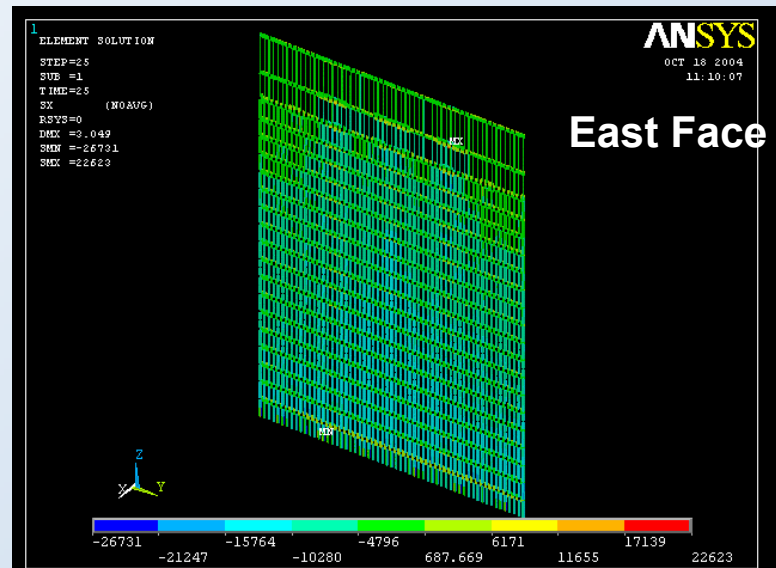 1
ELEMENT SOLUTION
STEP=25
SUB =1
TIME=25
SX (NOAVG)
RSYS=0
DMX =3.049
SMN =-26731
SMX =22623
ANSYS
OCT 18 2004
11:10:07
East Face
MX
MN
Z
X Y
-26731 -15764 -4796 6171 17139
-21247 -10280 687.669 11655 22623